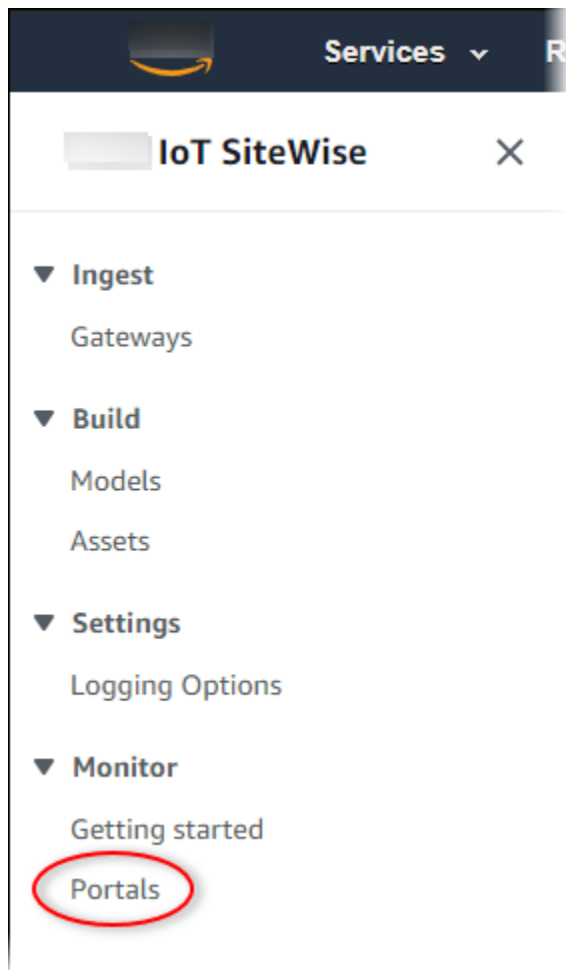 Services
R
IoT SiteWise
Ingest
Gateways
Build
Models
Assets
Settings
Logging Options
Monitor
Getting started
Portals